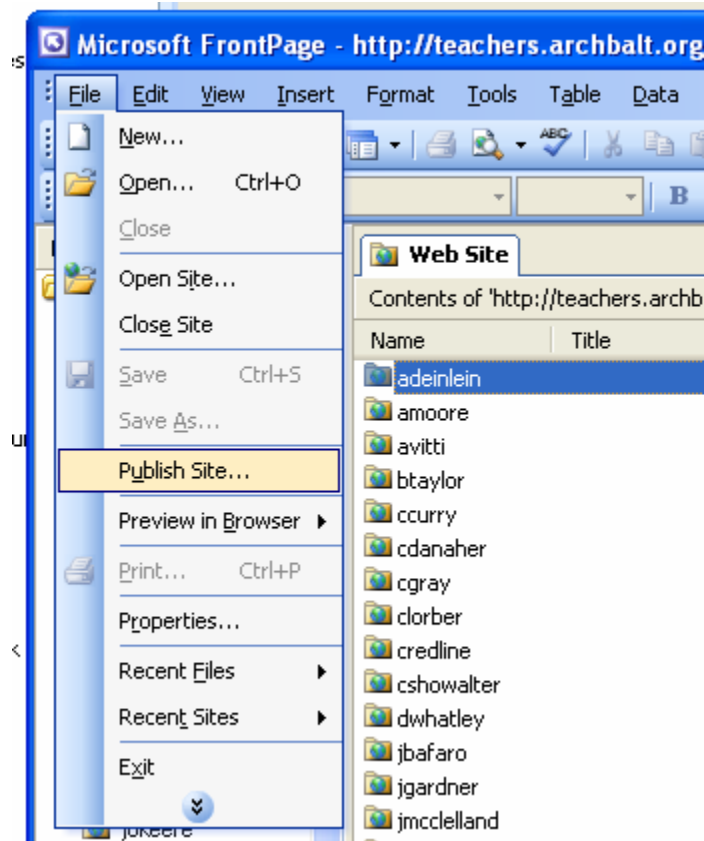 Microsoft FrontPage - http://teachers.archbalt.org
File Edit View Insert Format Tools Table Data
New...
Open... Ctrl+O
Close
Open Site...
Close Site
Save Ctrl+S
Save As...
Publish Site...
Preview in Browser
Print... Ctrl+P
Properties...
Recent Files
Recent Sites
Exit
ABC
B
Web Site
Contents of 'http://teachers.archb
Name Title
adeinlein
amoore
avitti
btaylor
ccurry
cdanaher
cgray
clorber
credline
cshowalter
dwhatley
jbafaro
jgardner
jmcclelland